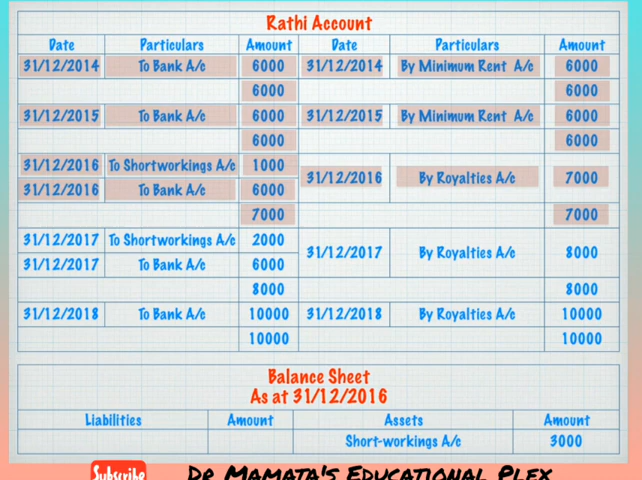 Rathi Account
Date Particulars Amount Date Particulars Amount
31/12/2014 To Bank A/c 6000 31/12/2014 By Minimum Rent A/c 6000
6000 6000
31/12/2015 To Bank A/c 6000 31/12/2015 By Minimum Rent A/c 6000
6000 6000
31/12/2016 To Shortworkings A/c 1000 31/12/2016 By Royalties A/c 7000
31/12/2016 To Bank A/c 6000
7000 7000
31/12/2017 To Shortworkings A/c 2000 31/12/2017 By Royalties A/c 8000
31/12/2017 To Bank A/c 6000
8000 8000
31/12/2018 To Bank A/c 10000 31/12/2018 By Royalties A/c 10000
10000 10000
Balance Sheet
As at 31/12/2016
Liabilities Amount Assets Amount
Short-workings A/c 3000
Subscribe Dr Mamata's Educational Plex